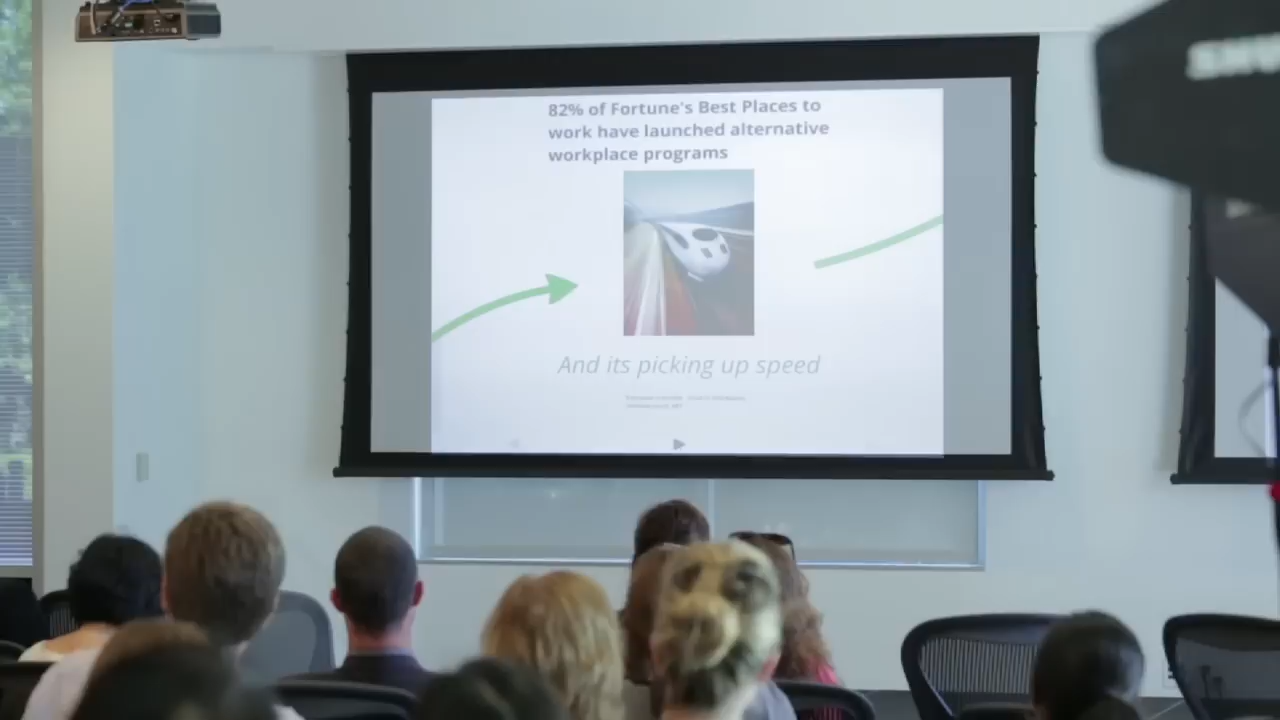 82% of Fortune's Best Places to
work have launched alternative
workplace programs
And its picking up speed